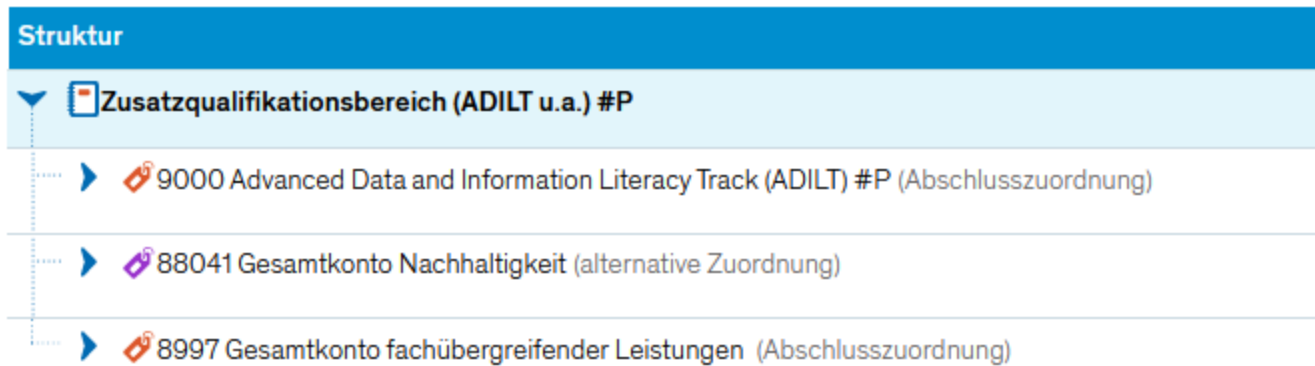 Struktur
Zusatzqualifikationsbereich (ADILT u.a.) #P
9000 Advanced Data and Information Literacy Track (ADILT) #P (Abschlusszuordnung)
88041 Gesamtkonto Nachhaltigkeit (alternative Zuordnung)
8997 Gesamtkonto fachübergreifender Leistungen (Abschlusszuordnung)